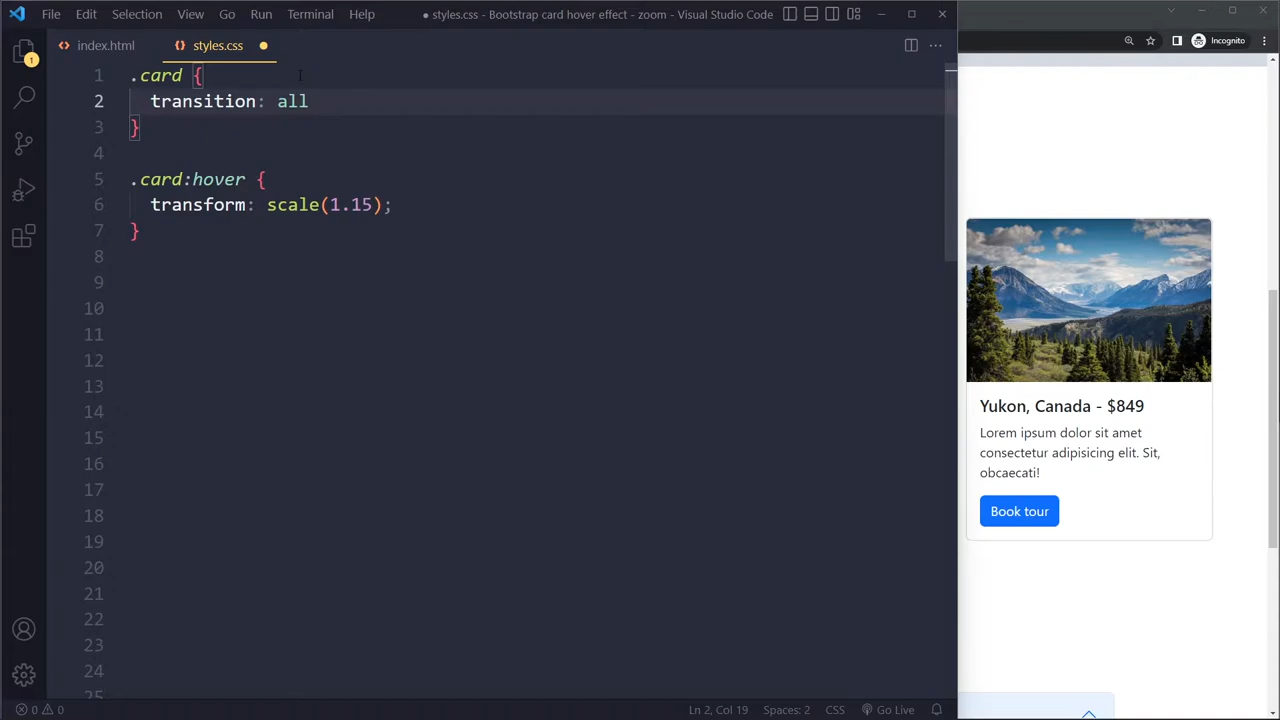 File Edit Selection View Go Run Terminal Help ● styles.css - Bootstrap card hover effect - zoom - Visual Studio Code
index.html styles.css
Incognito
1 .card {
2 transition: all
3 }
4
5 .card:hover {
6 transform: scale(1.15);
7 }
8
9
10
11
12
13
14
15
16
17
18
19
20
21
22
23
24
25
1
Yukon, Canada - $849
Lorem ipsum dolor sit amet
consectetur adipisicing elit. Sit,
obcaecati!
Book tour
0 0 Ln 2, Col 19 Spaces: 2 CSS Go Live